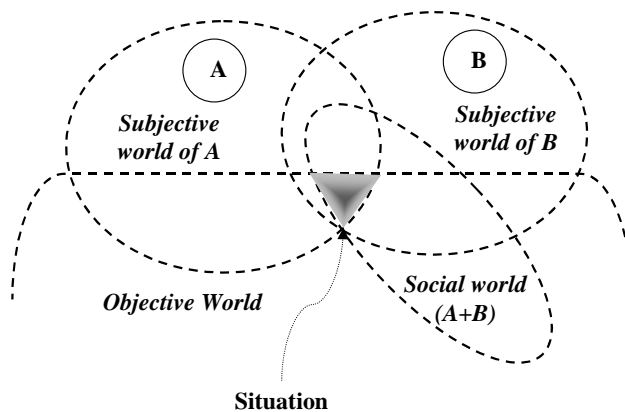 A
B
Subjective
world of A
Subjective
world of B
Objective World
Social world
(A+B)
Situation